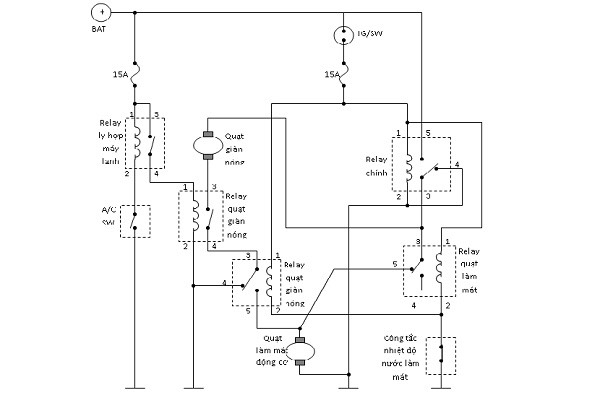 +
BAT
IG/SW
15A
15A
1
5
Relay
ly hợp
máy
lạnh
2
4
Quạt
giàn
nóng
1
5
Relay
chính
4
2
3
A/C
SW
1
3
Relay
quạt
giàn
nóng
2
4
3
1
Relay
quạt
giàn
nóng
4
5
2
3
1
Relay
quạt
làm
mát
5
4
2
Quạt
làm mát
động cơ
Công tắc
nhiệt độ
nước làm
mát